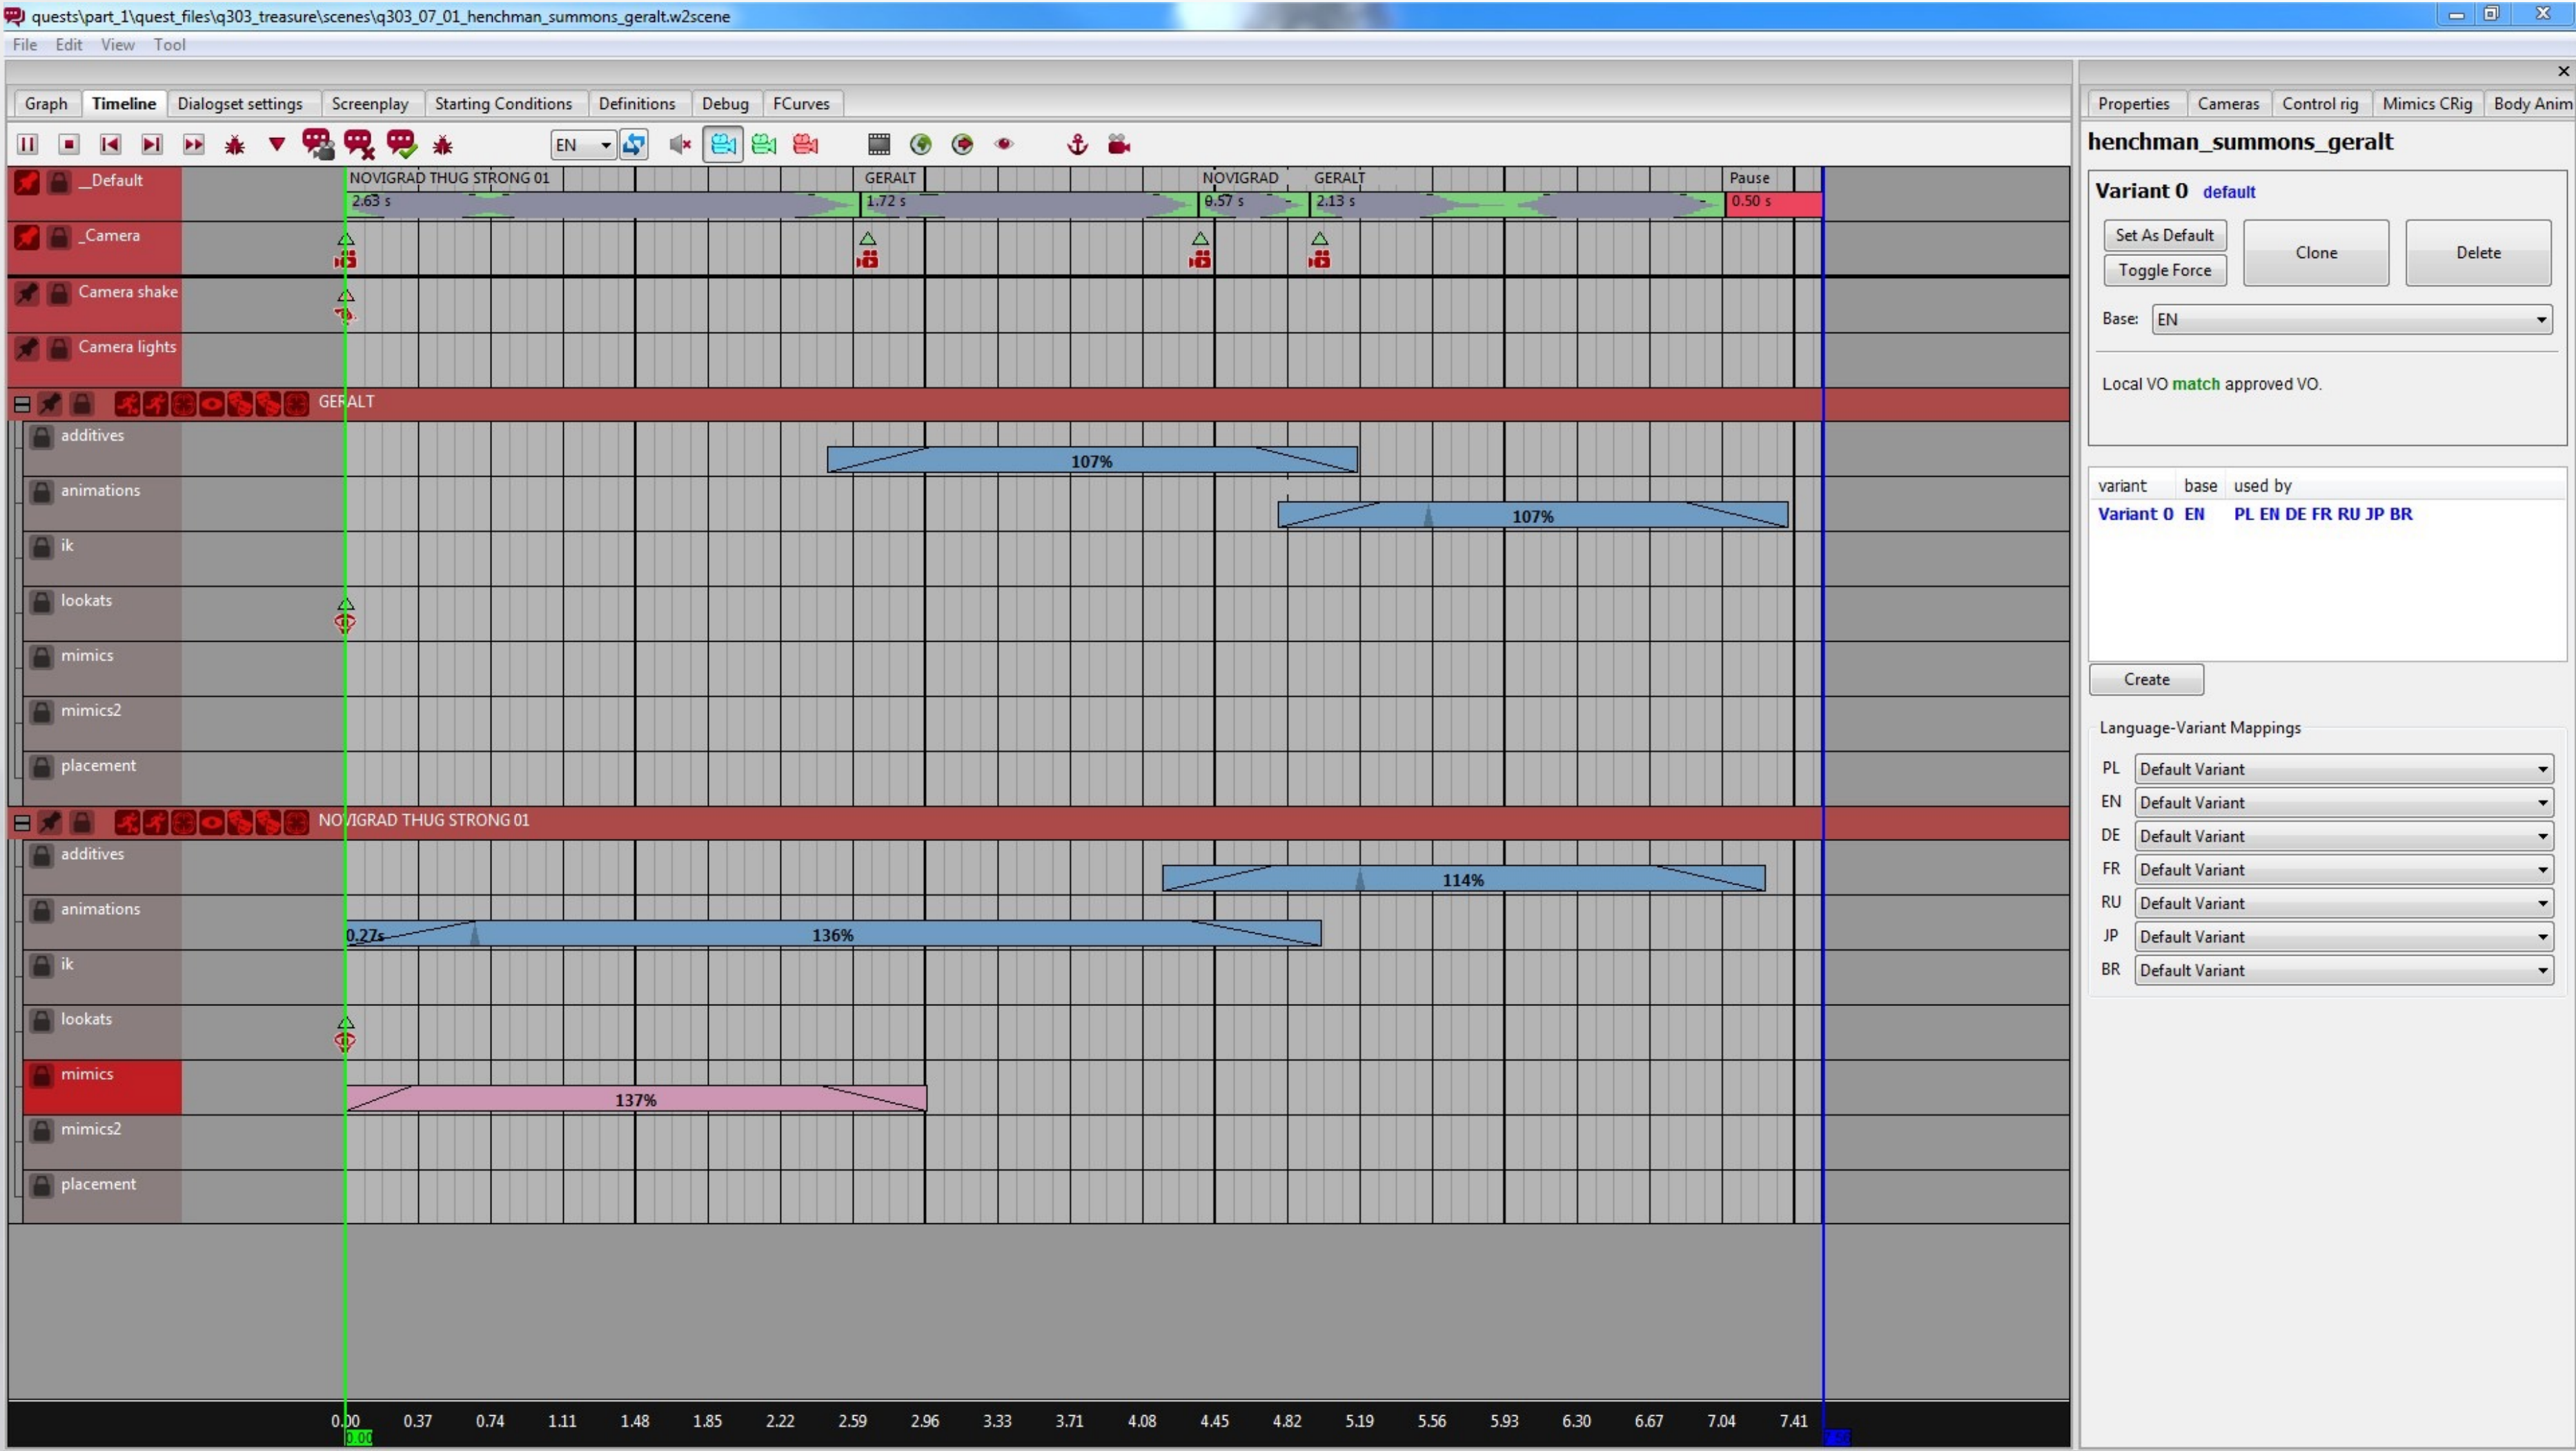 quests\part_1\quest_files\q303_treasure\scenes\q303_07_01_henchman_summons_geralt.w2scene
File Edit View Tool
Graph Timeline Dialogset settings Screenplay Starting Conditions Definitions Debug FCurves
EN
__Default
NOVIGRAD THUG STRONG 01 GERALT NOVIGRAD GERALT Pause
2.63 s 1.72 s 0.57 s 2.13 s 0.50 s
_Camera
Camera shake
Camera lights
GERALT
additives
107%
animations
107%
ik
lookats
mimics
mimics2
placement
NOVIGRAD THUG STRONG 01
additives
114%
animations
0.27s 136%
ik
lookats
mimics
137%
mimics2
placement
0.00 0.37 0.74 1.11 1.48 1.85 2.22 2.59 2.96 3.33 3.71 4.08 4.45 4.82 5.19 5.56 5.93 6.30 6.67 7.04 7.41
0.00
Properties Cameras Control rig Mimics CRig Body Anim
henchman_summons_geralt
Variant 0 default
Set As Default
Toggle Force
Clone
Delete
Base: EN
Local VO match approved VO.
variant base used by
Variant 0 EN PL EN DE FR RU JP BR
Create
Language-Variant Mappings
PL Default Variant
EN Default Variant
DE Default Variant
FR Default Variant
RU Default Variant
JP Default Variant
BR Default Variant